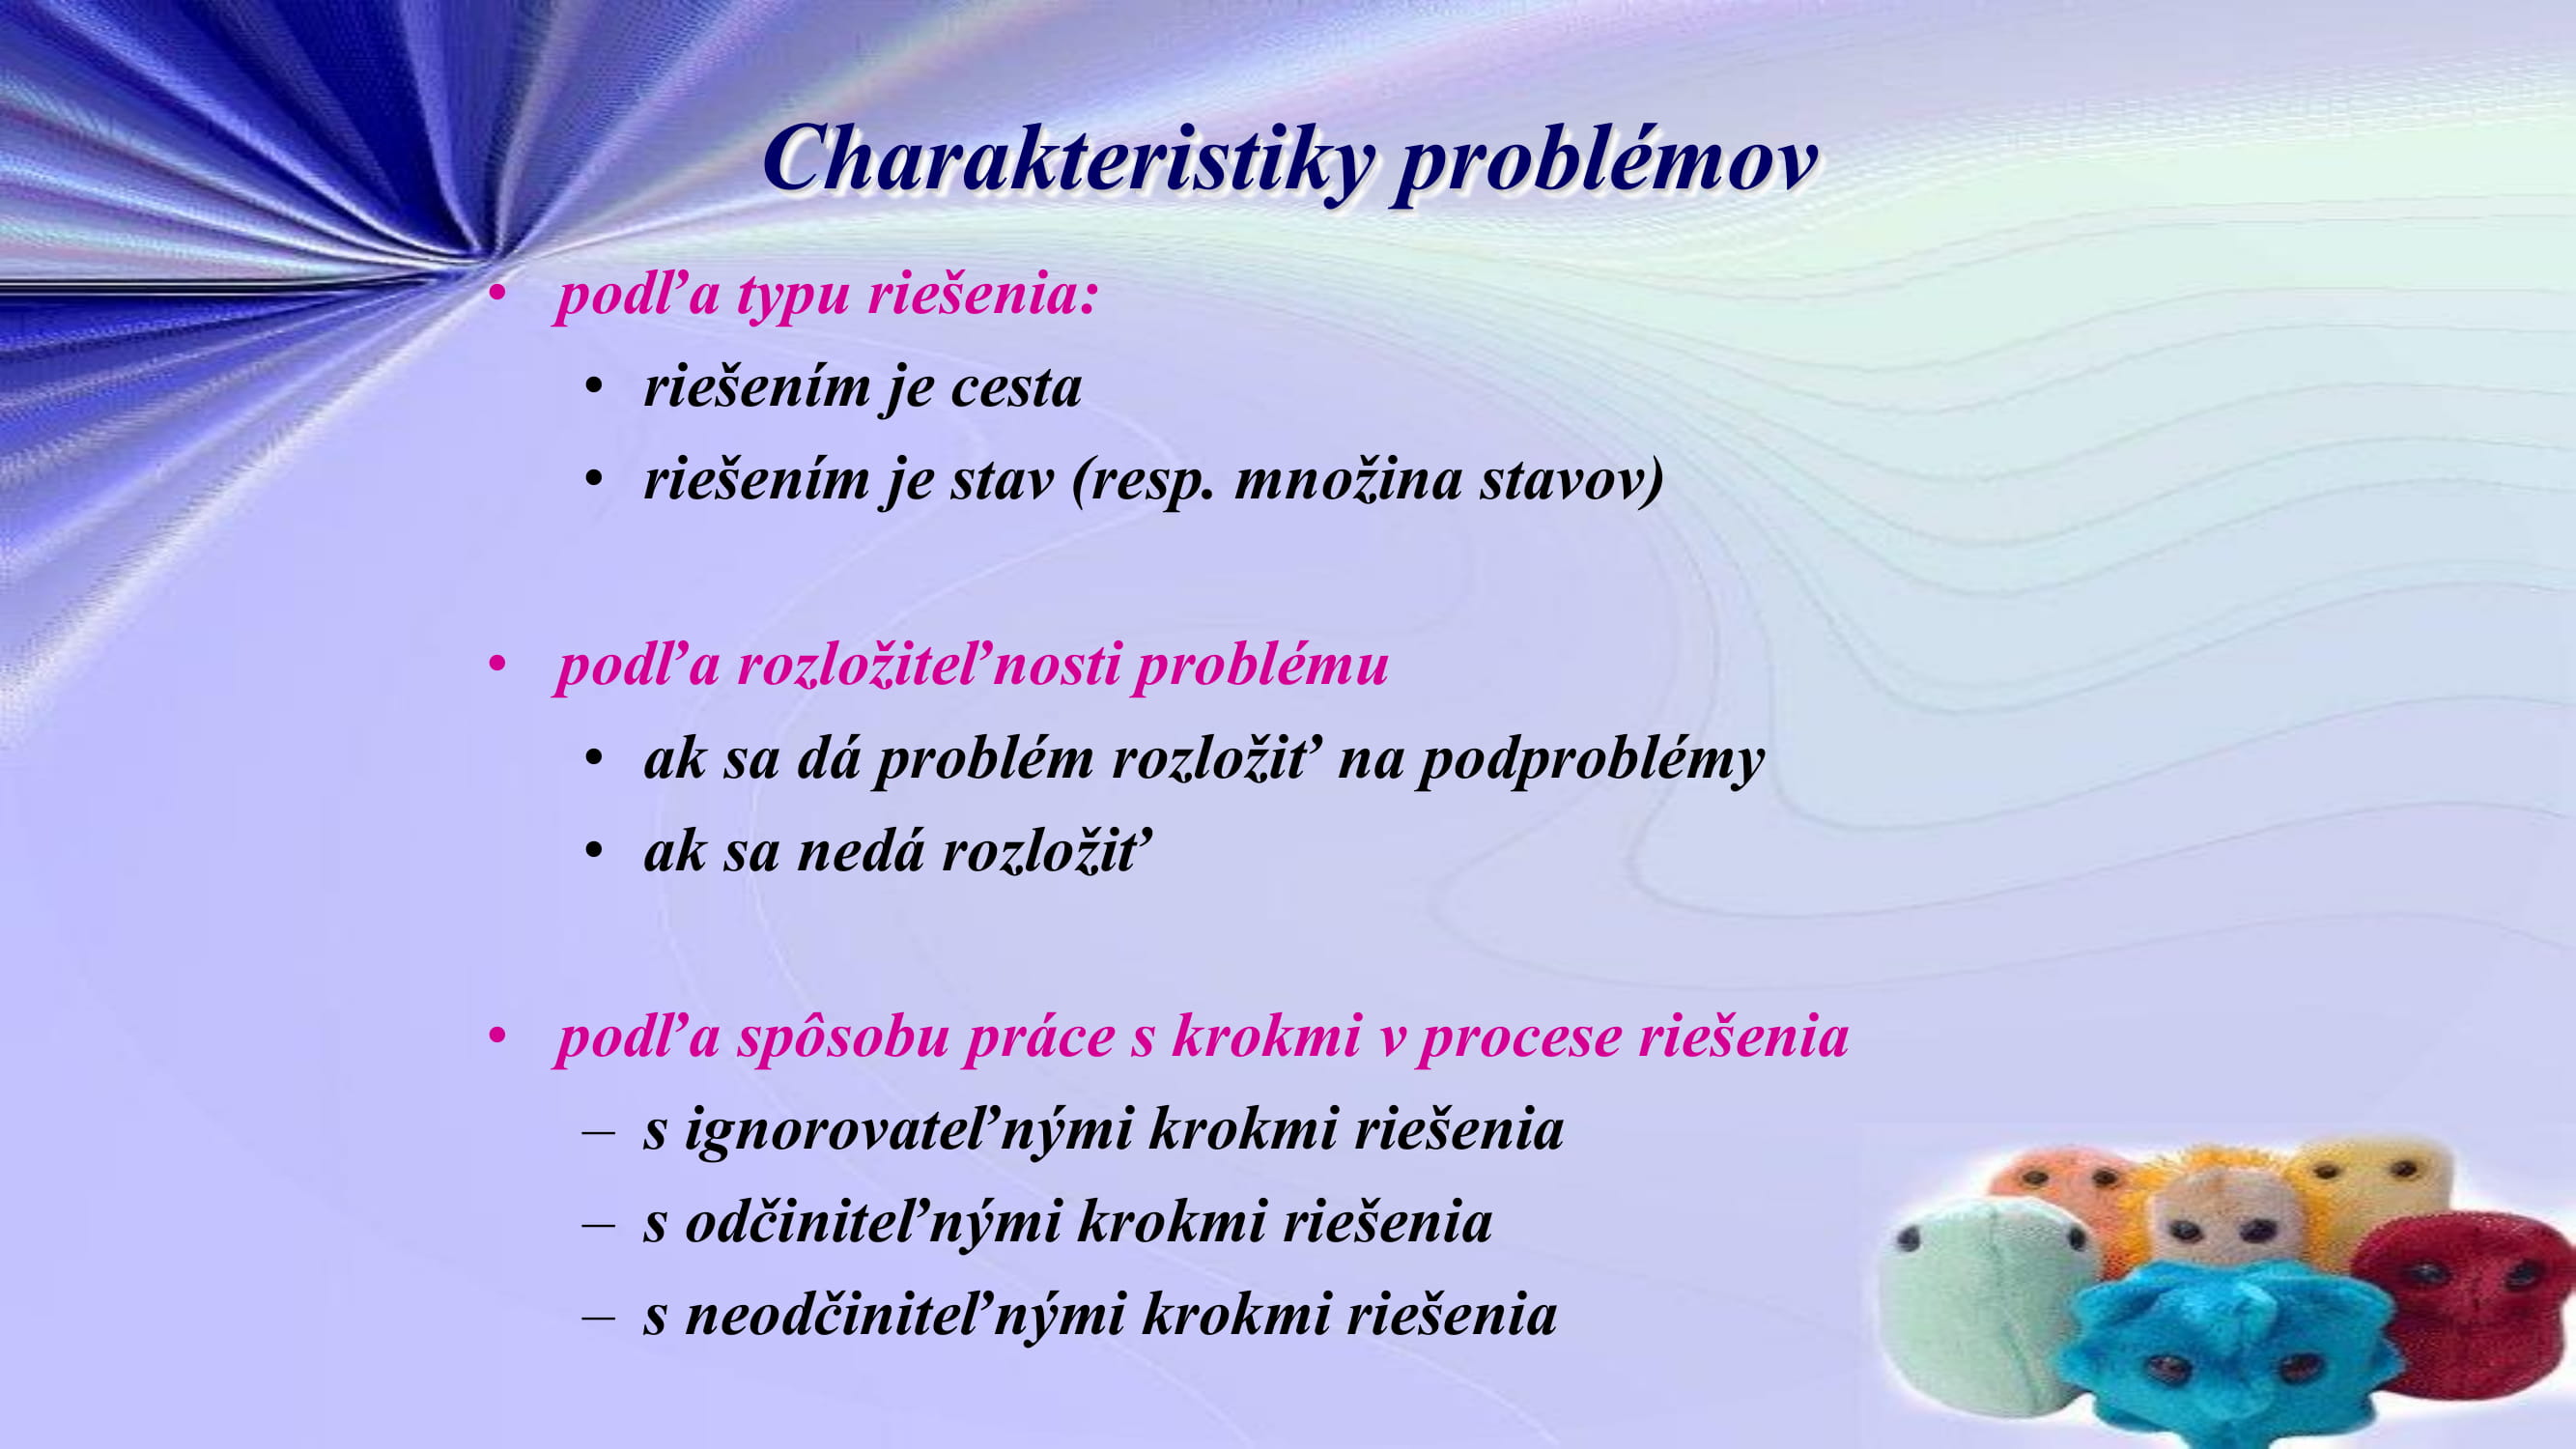 Charakteristiky problémov
• podľa typu riešenia:
• riešením je cesta
• riešením je stav (resp. množina stavov)
• podľa rozložiteľnosti problému
• ak sa dá problém rozložiť na podproblémy
• ak sa nedá rozložiť
• podľa spôsobu práce s krokmi v procese riešenia
– s ignorovateľnými krokmi riešenia
– s odčiniteľnými krokmi riešenia
– s neodčiniteľnými krokmi riešenia